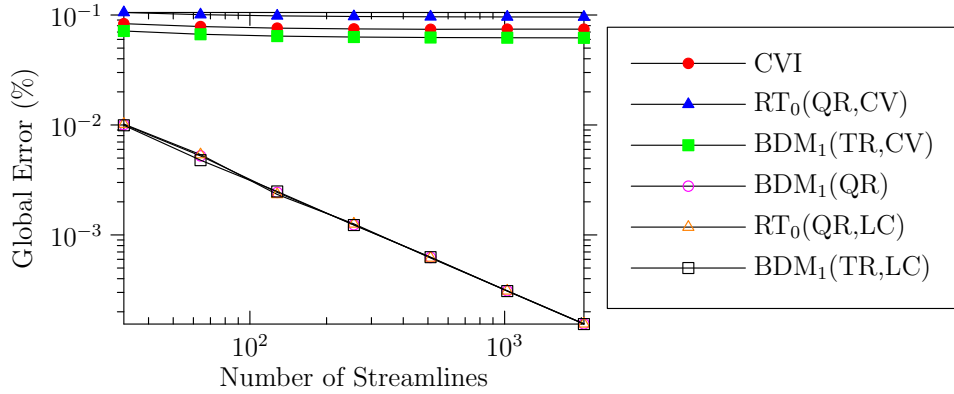 10^{-1}
10^{-2}
10^{-3}
Global Error (%)
10^2
10^3
Number of Streamlines
CVI
RT_0(QR,CV)
BDM_1(TR,CV)
BDM_1(QR)
RT_0(QR,LC)
BDM_1(TR,LC)